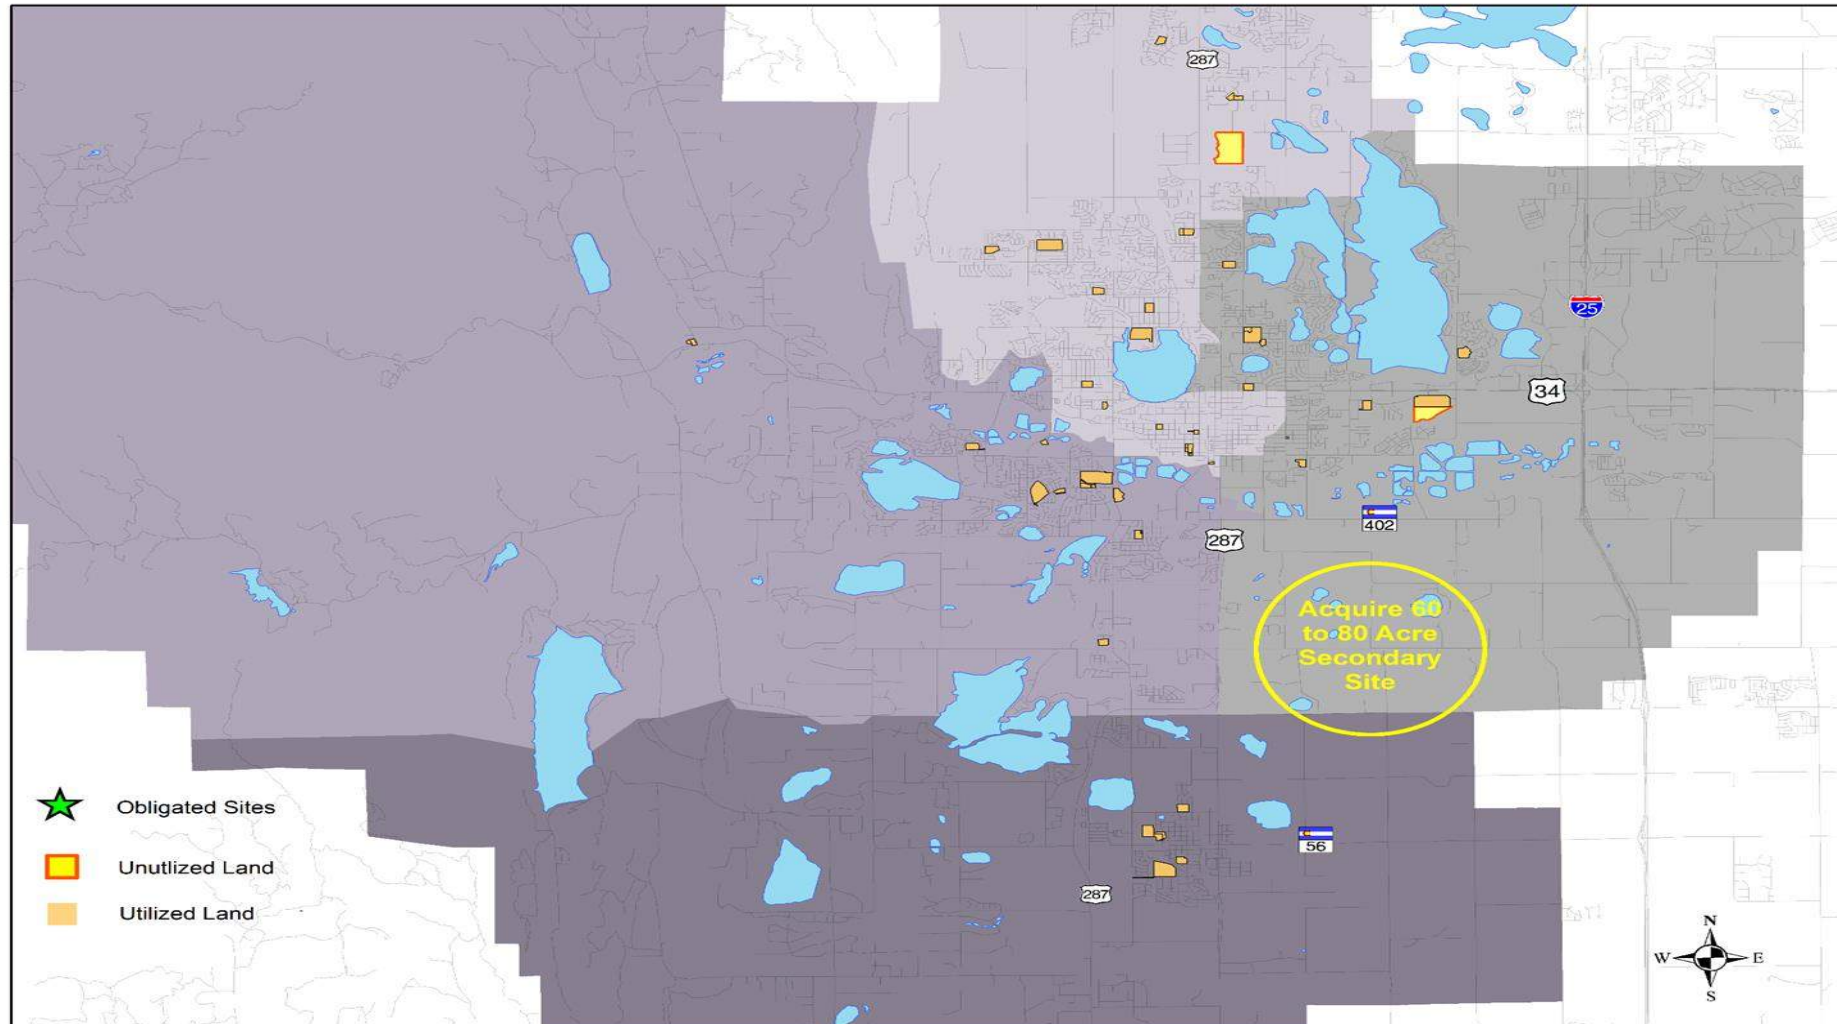 287
25
34
402
287
Acquire 60
to 80 Acre
Secondary
Site
Obligated Sites
Unutlized Land
Utilized Land
56
287
N
W E
S